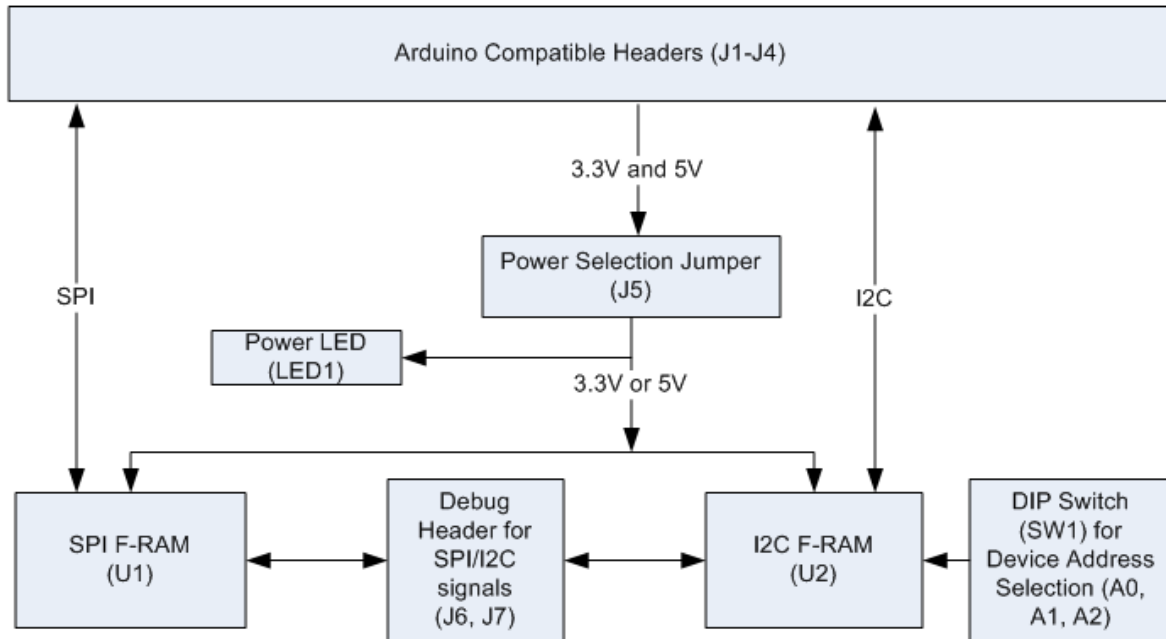 Arduino Compatible Headers (J1-J4)
3.3V and 5V
Power Selection Jumper
(J5)
SPI
I2C
Power LED
(LED1)
3.3V or 5V
SPI F-RAM
(U1)
Debug
Header for
SPI/I2C
signals
(J6, J7)
I2C F-RAM
(U2)
DIP Switch
(SW1) for
Device Address
Selection (A0,
A1, A2)